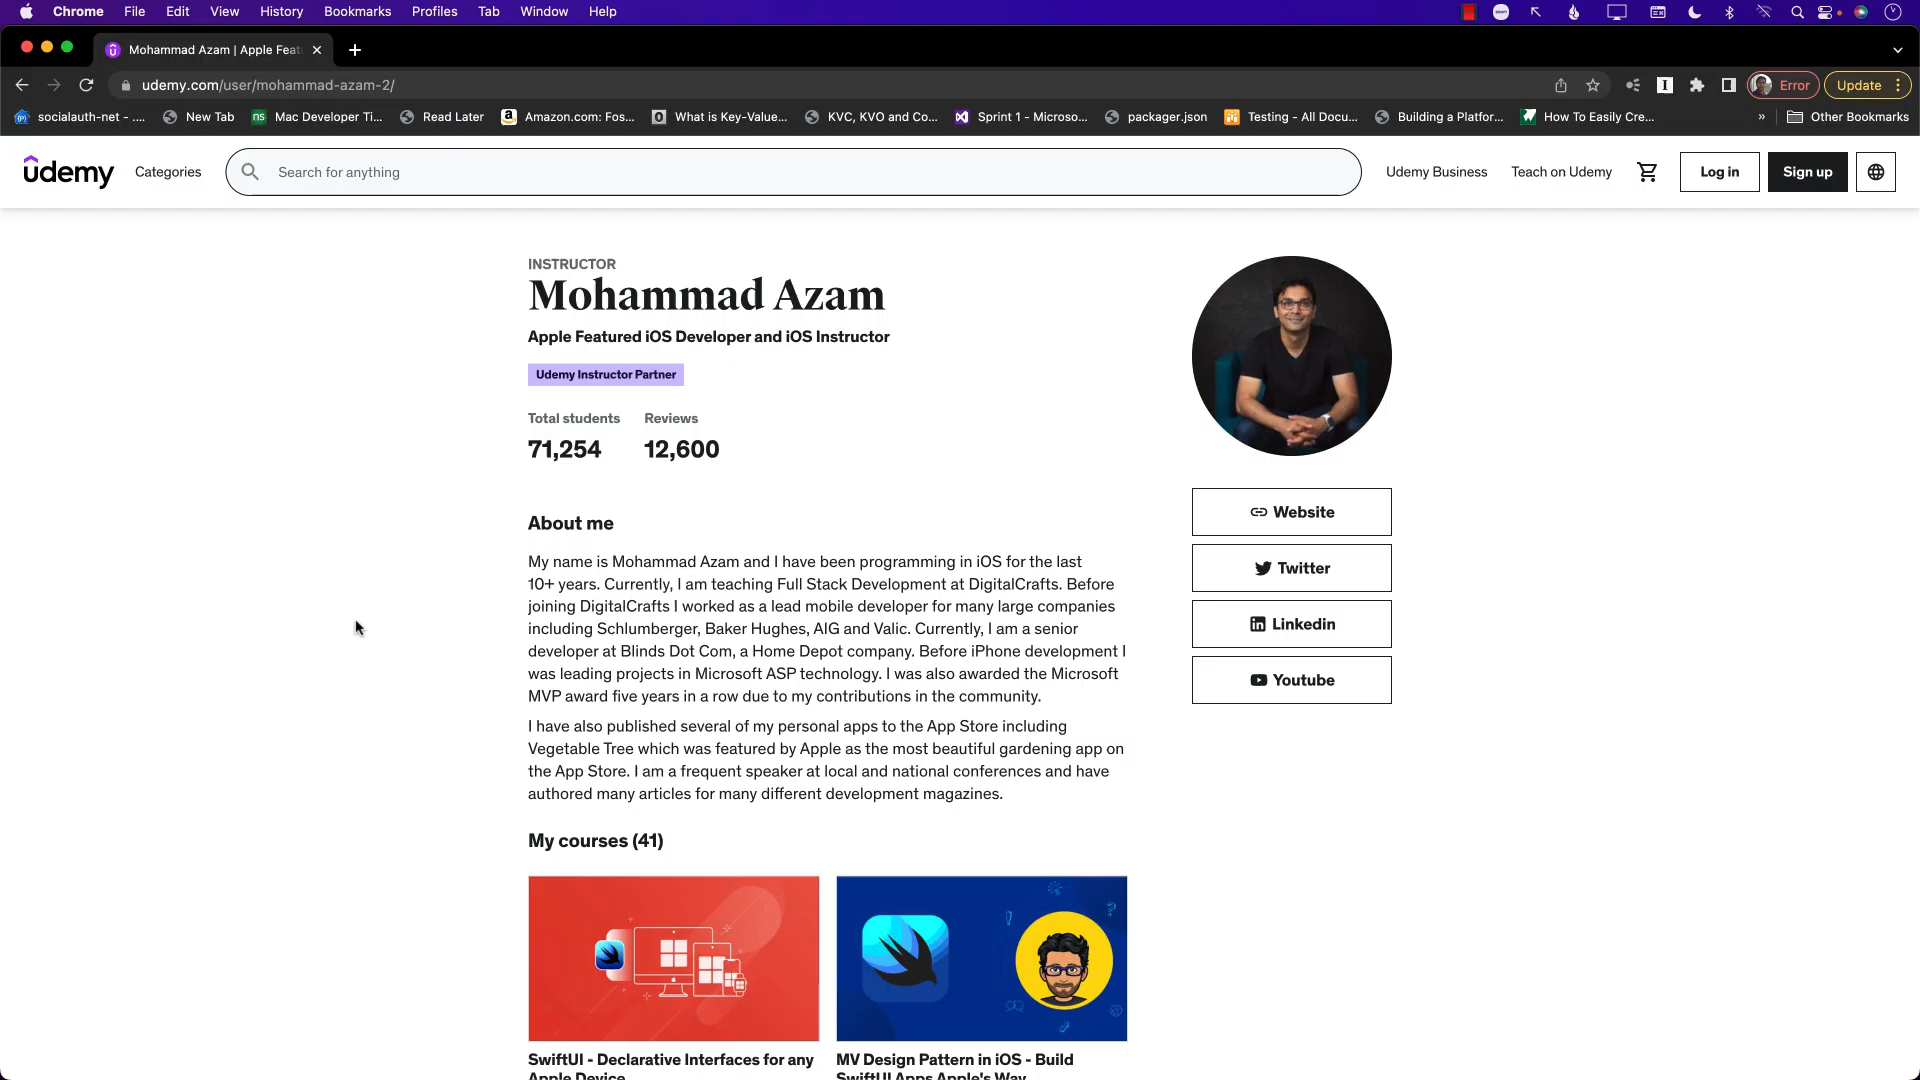 Chrome File Edit View History Bookmarks Profiles Tab Window Help
Mohammad Azam | Apple Feat
udemy.com/user/mohammad-azam-2/
Error
Update
socialauth-net - .... New Tab Mac Developer Ti... Read Later Amazon.com: Fos... What is Key-Value... KVC, KVO and Co... Sprint 1 - Microso... packager.json Testing - All Docu... Building a Platfor... How To Easily Cre... » Other Bookmarks
udemy Categories Search for anything Udemy Business Teach on Udemy Log in Sign up
INSTRUCTOR
Mohammad Azam
Apple Featured iOS Developer and iOS Instructor
Udemy Instructor Partner
Total students Reviews
71,254 12,600
About me
My name is Mohammad Azam and I have been programming in iOS for the last
10+ years. Currently, I am teaching Full Stack Development at DigitalCrafts. Before
joining DigitalCrafts I worked as a lead mobile developer for many large companies
including Schlumberger, Baker Hughes, AIG and Valic. Currently, I am a senior
developer at Blinds Dot Com, a Home Depot company. Before iPhone development I
was leading projects in Microsoft ASP technology. I was also awarded the Microsoft
MVP award five years in a row due to my contributions in the community.
I have also published several of my personal apps to the App Store including
Vegetable Tree which was featured by Apple as the most beautiful gardening app on
the App Store. I am a frequent speaker at local and national conferences and have
authored many articles for many different development magazines.
Website
Twitter
Linkedin
Youtube
My courses (41)
SwiftUI - Declarative Interfaces for any
Apple Device
MV Design Pattern in iOS - Build
SwiftUI Apps Apple's Way